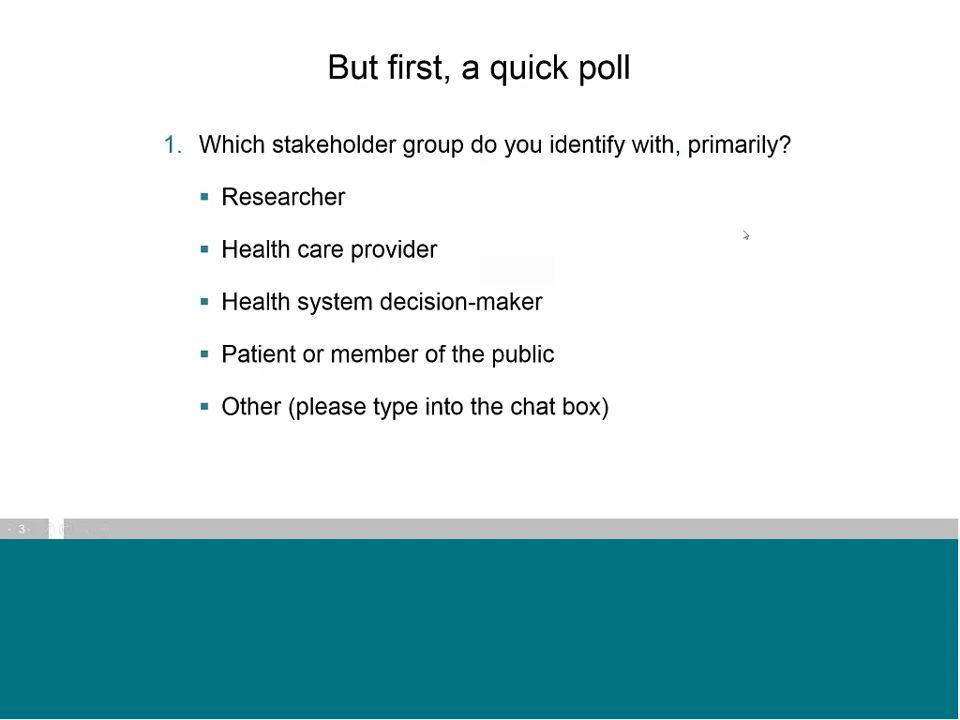 But first, a quick poll
1. Which stakeholder group do you identify with, primarily?
▪ Researcher
▪ Health care provider
▪ Health system decision-maker
▪ Patient or member of the public
▪ Other (please type into the chat box)
3